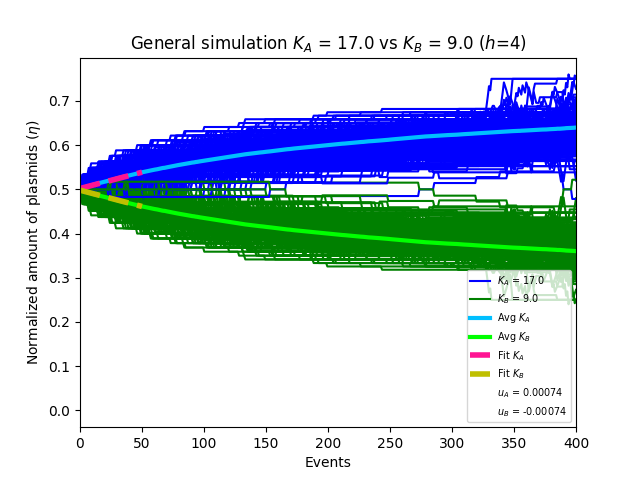 General simulation K_A = 17.0 vs K_B = 9.0 (h=4)
Normalized amount of plasmids (η)
0.7
0.6
0.5
0.4
0.3
0.2
0.1
0.0
K_A = 17.0
K_B = 9.0
Avg K_A
Avg K_B
Fit K_A
Fit K_B
u_A = 0.00074
u_B = -0.00074
0 50 100 150 200 250 300 350 400
Events